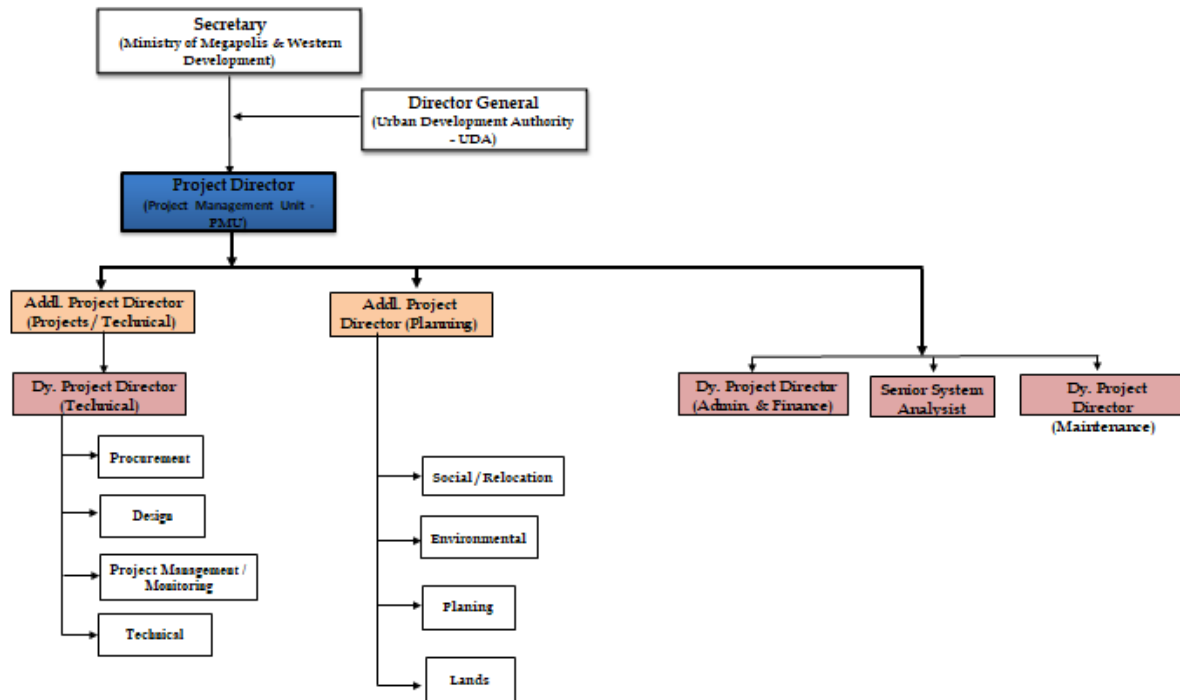 Secretary
(Ministry of Megapolis & Western
Development)
Director General
(Urban Development Authority
- UDA)
Project Director
(Project Management Unit -
PMU)
Addl. Project Director
(Projects / Technical)
Addl. Project
Director (Planning)
Dy. Project Director
(Technical)
Dy. Project Director
(Admin. & Finance)
Senior System
Analysist
Dy. Project
Director
(Maintenance)
Procurement
Design
Project Management /
Monitoring
Technical
Social / Relocation
Environmental
Planing
Lands